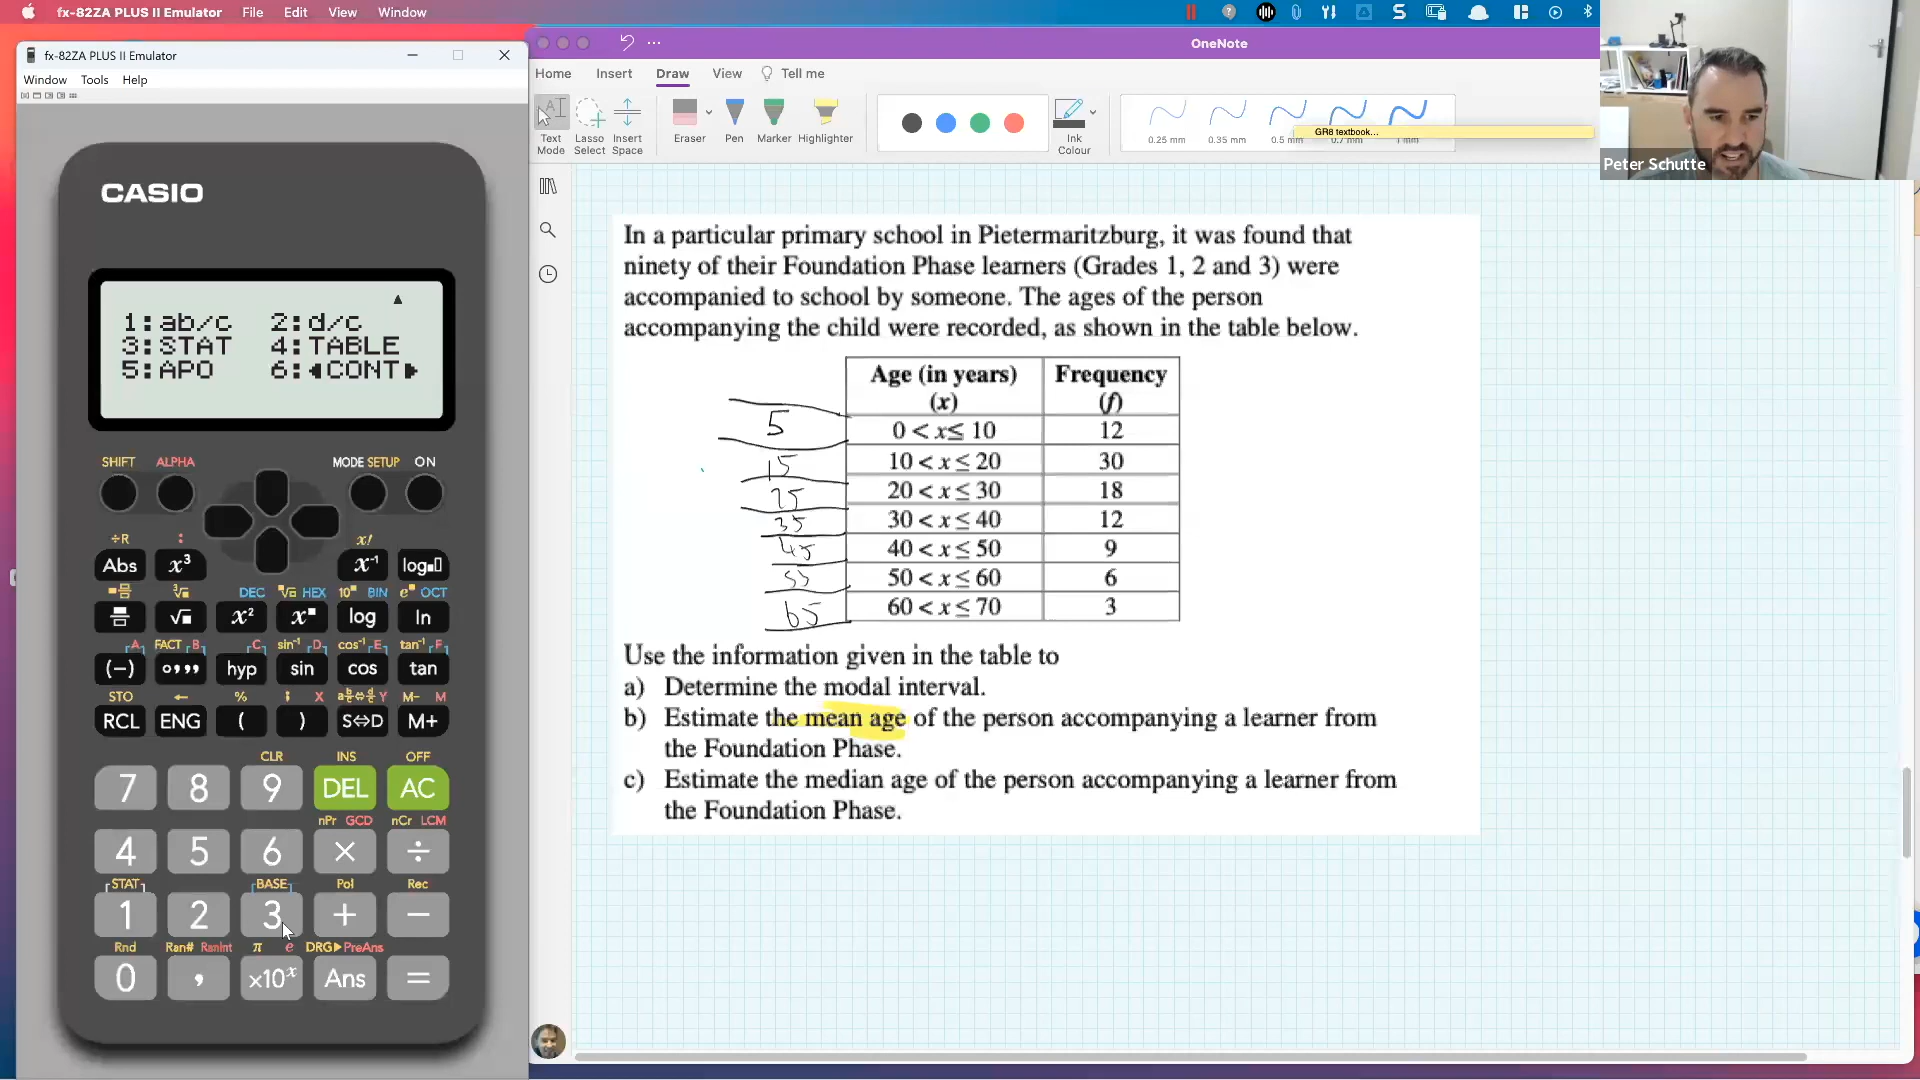 fx-82ZA PLUS II Emulator File Edit View Window
fx-82ZA PLUS II Emulator
Window Tools Help
CASIO
1:ab/c 2:d/c
3:STAT 4:TABLE
5:APO 6:◀CONT▶
SHIFT ALPHA MODE SETUP ON
÷R : x!
Abs x³ x⁻¹ log
DEC HEX 10 BIN e OCT
√ x² x log ln
A FACT B C sin⁻¹ D cos⁻¹ E tan⁻¹ F
(−) hyp sin cos tan
STO ← % ; X Y M− M
RCL ENG ( ) S⇔D M+
CLR INS OFF
7 8 9 DEL AC
nPr GCD nCr LCM
4 5 6 × ÷
STAT BASE Pol Rec
1 2 3 + −
Rnd Ran# RanInt π e DRG▶ PreAns
0 , ×10ˣ Ans =
OneNote
Home Insert Draw View Tell me
Text Mode Lasso Select Insert Space Eraser Pen Marker Highlighter Ink Colour 0.25 mm 0.35 mm 0.5 mm 0.7 mm 1 mm
GR8 textbook...
Peter Schutte
In a particular primary school in Pietermaritzburg, it was found that
ninety of their Foundation Phase learners (Grades 1, 2 and 3) were
accompanied to school by someone. The ages of the person
accompanying the child were recorded, as shown in the table below.
Age (in years) (x) Frequency (f)
5 0 < x ≤ 10 12
15 10 < x ≤ 20 30
25 20 < x ≤ 30 18
35 30 < x ≤ 40 12
45 40 < x ≤ 50 9
55 50 < x ≤ 60 6
65 60 < x ≤ 70 3
Use the information given in the table to
a) Determine the modal interval.
b) Estimate the mean age of the person accompanying a learner from
the Foundation Phase.
c) Estimate the median age of the person accompanying a learner from
the Foundation Phase.